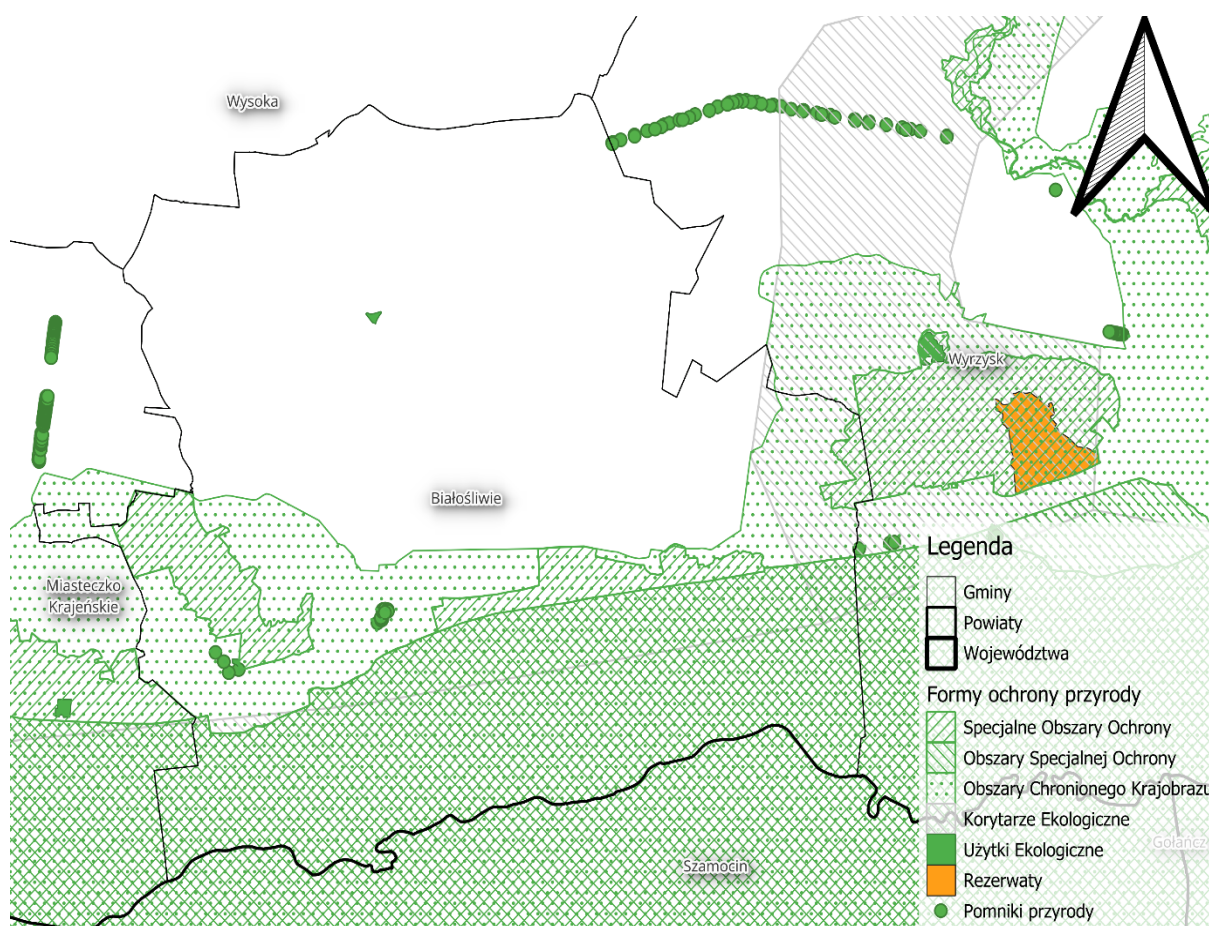 Wysoka
Wyrzysk
Białośliwie
Miasteczko
Krajeńskie
Szamocin
Gołańcz
Legenda
Gminy
Powiaty
Województwa
Formy ochrony przyrody
Specjalne Obszary Ochrony
Obszary Specjalnej Ochrony
Obszary Chronionego Krajobrazu
Korytarze Ekologiczne
Użytki Ekologiczne
Rezerwaty
Pomniki przyrody